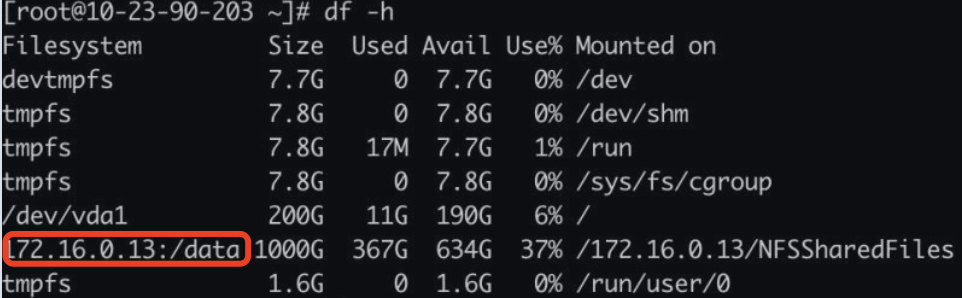 [root@10-23-90-203 ~]# df -h
Filesystem Size Used Avail Use% Mounted on
devtmpfs 7.7G 0 7.7G 0% /dev
tmpfs 7.8G 0 7.8G 0% /dev/shm
tmpfs 7.8G 17M 7.7G 1% /run
tmpfs 7.8G 0 7.8G 0% /sys/fs/cgroup
/dev/vda1 200G 11G 190G 6% /
172.16.0.13:/data 1000G 367G 634G 37% /172.16.0.13/NFSSharedFiles
tmpfs 1.6G 0 1.6G 0% /run/user/0